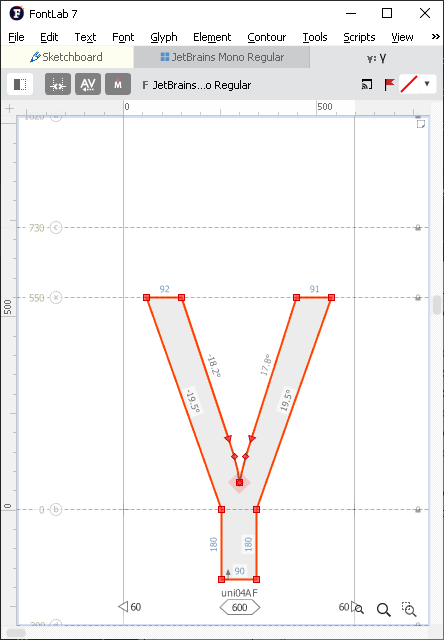 FontLab 7
File Edit Text Font Glyph Element Contour Tools Scripts View »
Sketchboard JetBrains Mono Regular ү: Y
AV M F JetBrains...o Regular »
0 500
1020
730 c
92 91
550 x
500
-18.2° 17.8°
-19.5° 19.5°
0 0 b
180 180
90
uni04AF
60 600 60